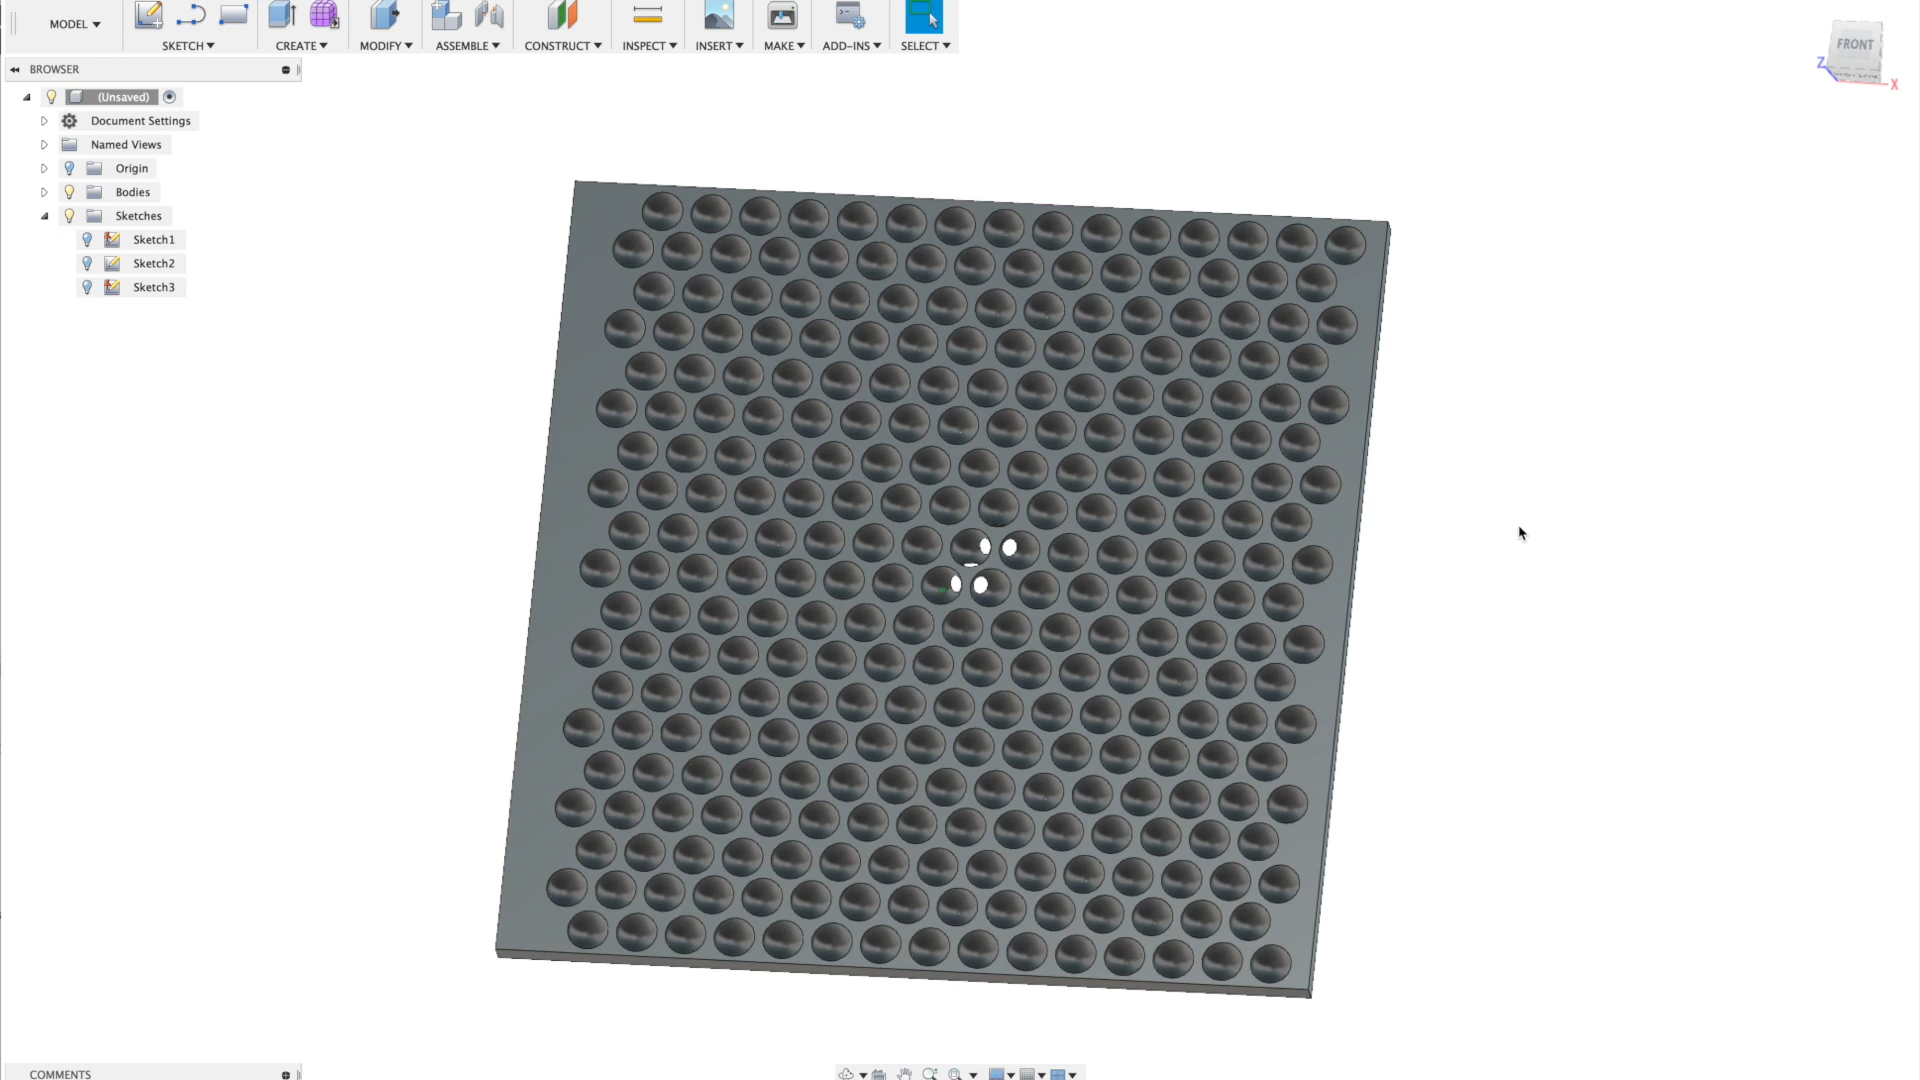 MODEL
SKETCH
CREATE
MODIFY
ASSEMBLE
CONSTRUCT
INSPECT
INSERT
MAKE
ADD-INS
SELECT
FRONT
Z
X
BROWSER
(Unsaved)
Document Settings
Named Views
Origin
Bodies
Sketches
Sketch1
Sketch2
Sketch3
COMMENTS